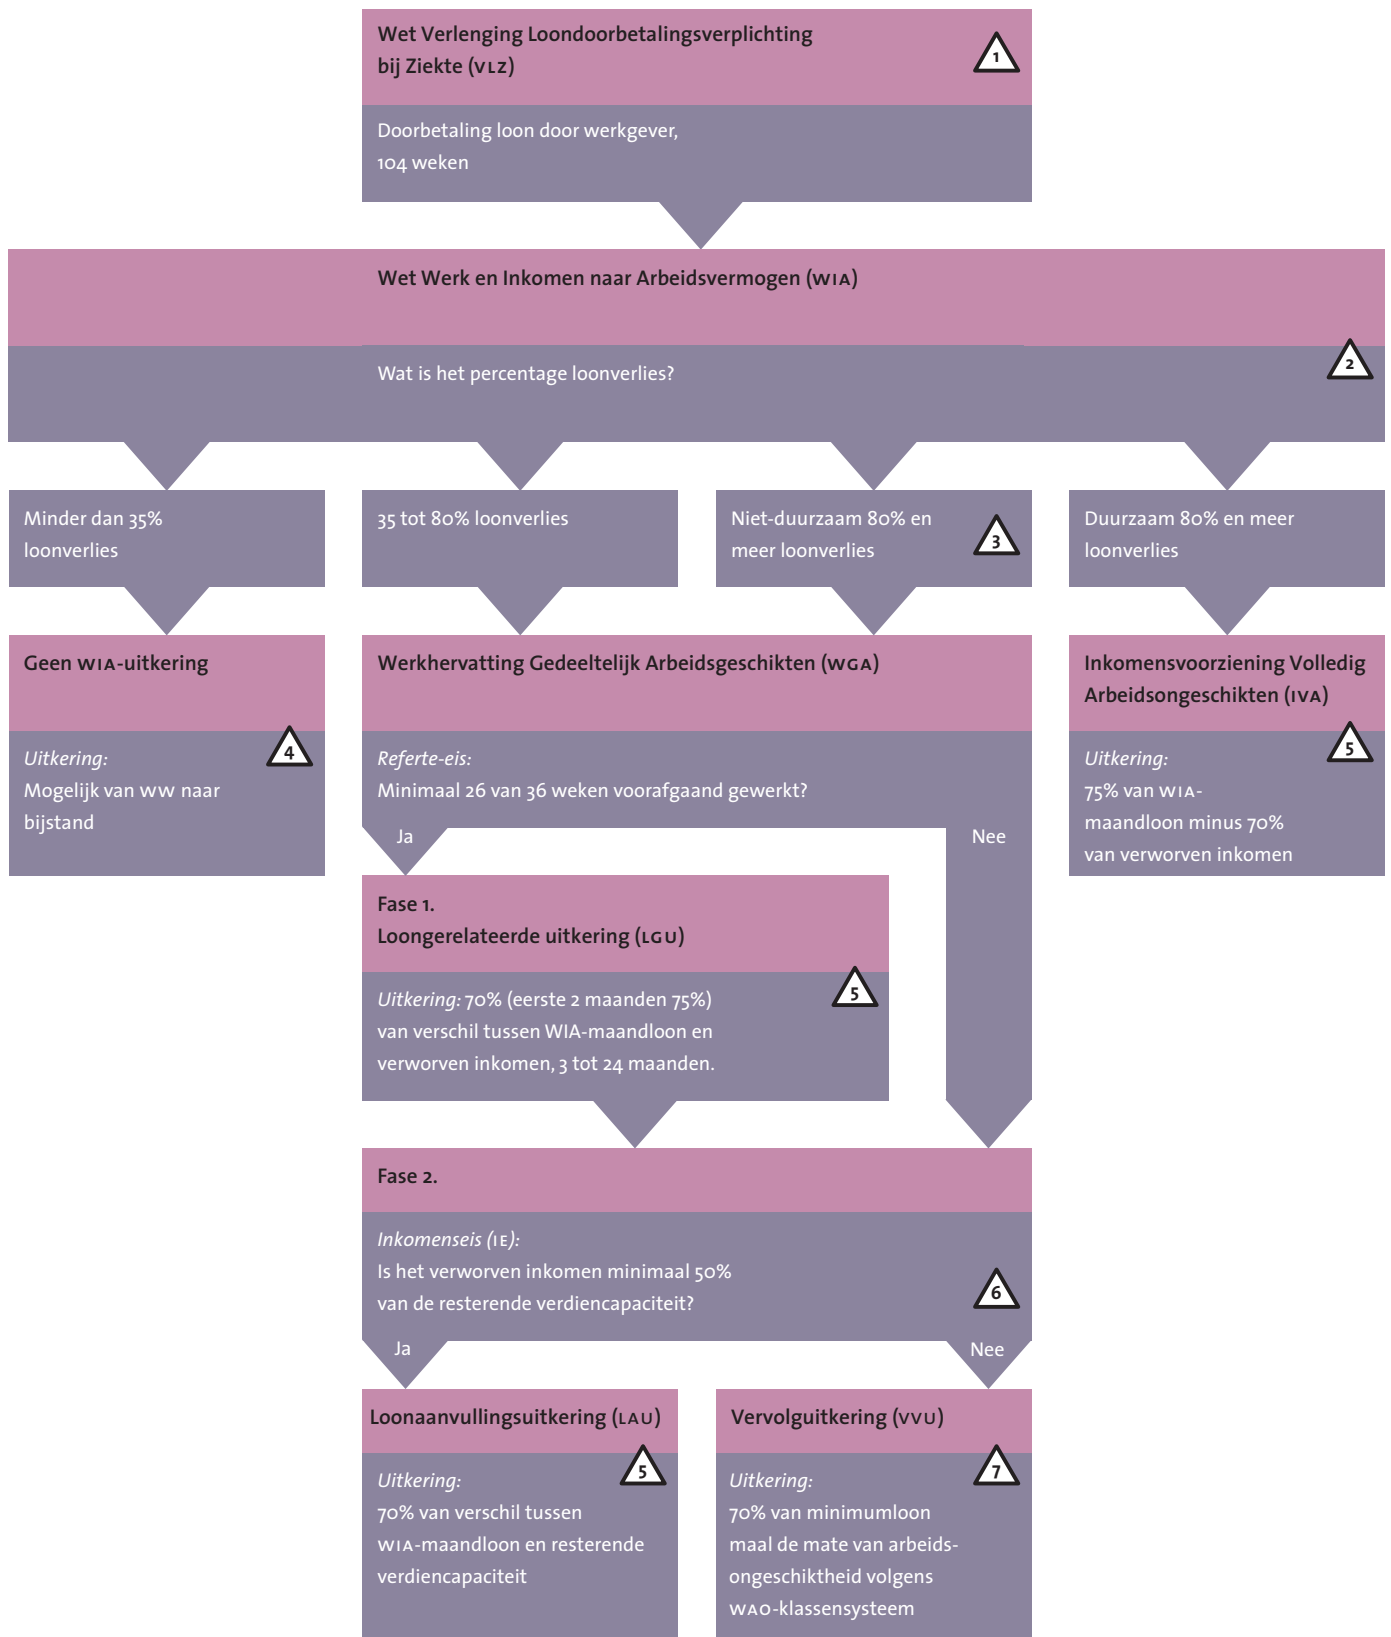 Wet Verlenging Loondoorbetalingsverplichting
bij Ziekte (VLZ)
1
Doorbetaling loon door werkgever,
104 weken
Wet Werk en Inkomen naar Arbeidsvermogen (WIA)
Wat is het percentage loonverlies?
2
Minder dan 35%
loonverlies
35 tot 80% loonverlies
Niet-duurzaam 80% en
meer loonverlies
3
Duurzaam 80% en meer
loonverlies
Geen WIA-uitkering
4
Uitkering:
Mogelijk van WW naar
bijstand
Werkhervatting Gedeeltelijk Arbeidsgeschikten (WGA)
Referte-eis:
Minimaal 26 van 36 weken voorafgaand gewerkt?
Ja
Nee
Inkomensvoorziening Volledig
Arbeidsongeschikten (IVA)
5
Uitkering:
75% van WIA-
maandloon minus 70%
van verworven inkomen
Fase 1.
Loongerelateerde uitkering (LGU)
5
Uitkering: 70% (eerste 2 maanden 75%)
van verschil tussen WIA-maandloon en
verworven inkomen, 3 tot 24 maanden.
Fase 2.
Inkomenseis (IE):
Is het verworven inkomen minimaal 50%
van de resterende verdiencapaciteit?
6
Ja
Nee
Loonaanvullingsuitkering (LAU)
5
Uitkering:
70% van verschil tussen
WIA-maandloon en resterende
verdiencapaciteit
Vervolguitkering (VVU)
7
Uitkering:
70% van minimumloon
maal de mate van arbeids-
ongeschiktheid volgens
WAO-klassensysteem